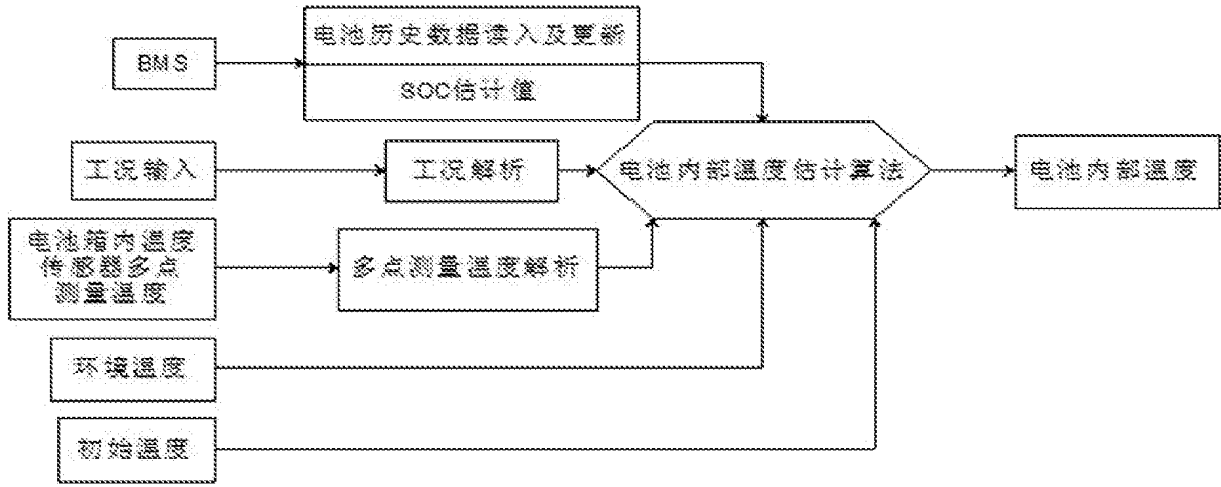 电池历史数据读入及更新
BMS
SOC估计值
工况输入
工况解析
电池内部温度估计算法
电池内部温度
电池箱内温度
传感器多点
测量温度
多点测量温度解析
环境温度
初始温度